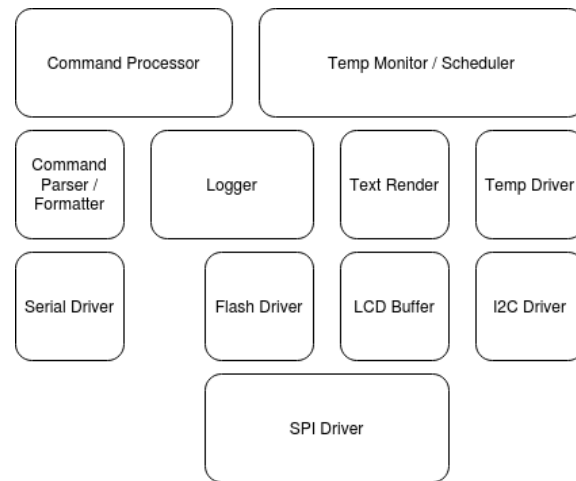 Command Processor
Temp Monitor / Scheduler
Command
Parser /
Formatter
Logger
Text Render
Temp Driver
Serial Driver
Flash Driver
LCD Buffer
I2C Driver
SPI Driver